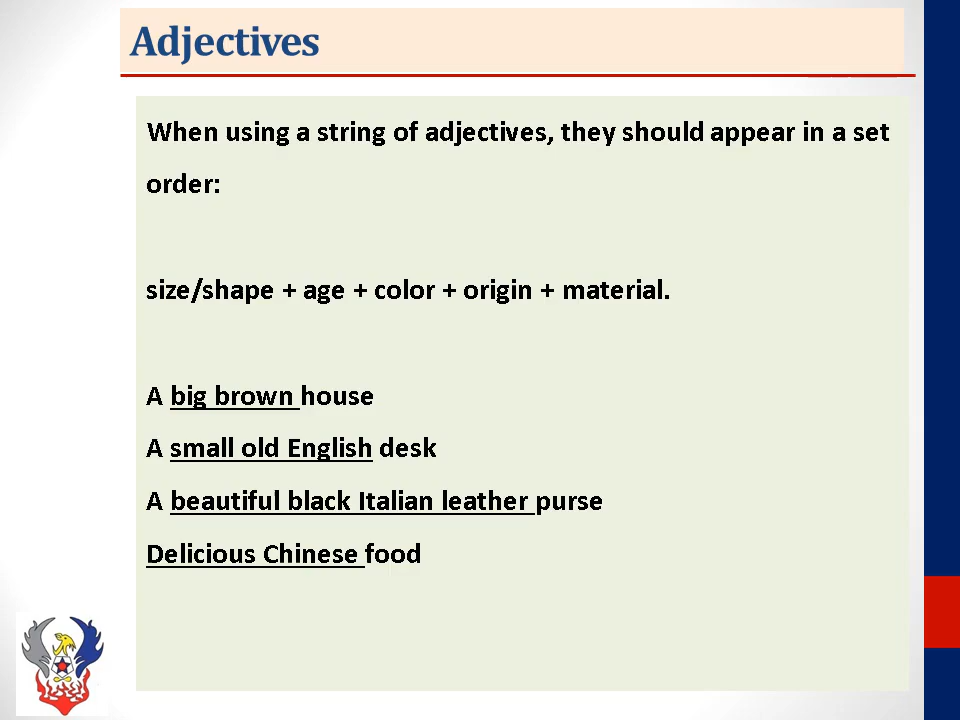 Adjectives
When using a string of adjectives, they should appear in a set
order:
size/shape + age + color + origin + material.
A big brown house
A small old English desk
A beautiful black Italian leather purse
Delicious Chinese food